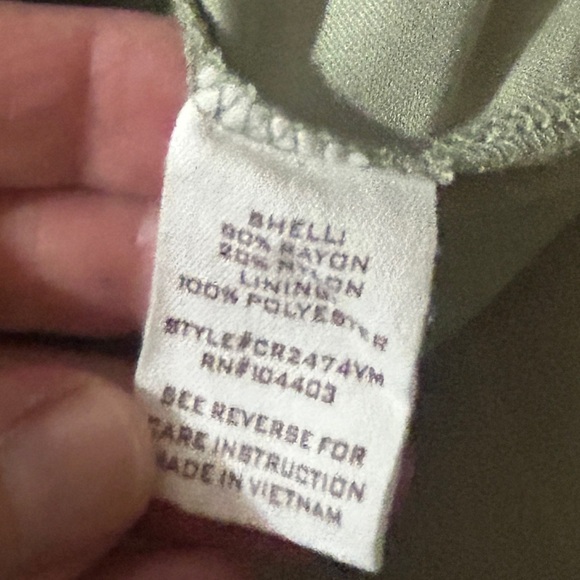 SHELL:
80% RAYON
20% NYLON
LINING:
100% POLYESTER
STYLE#CR2474VM
RN#104403
SEE REVERSE FOR
CARE INSTRUCTION
MADE IN VIETNAM